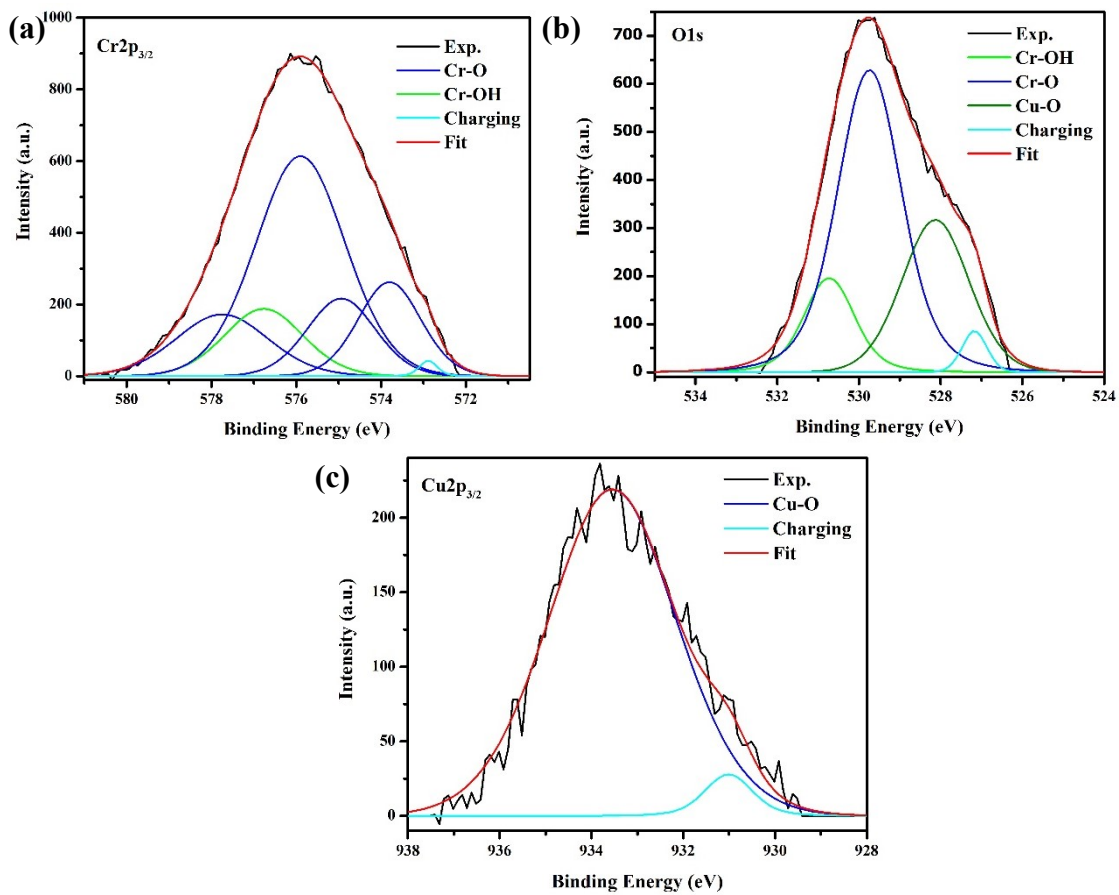 (a)
Cr2p3/2
Exp.
Cr-O
Cr-OH
Charging
Fit
1000
800
600
400
200
0
580 578 576 574 572
Binding Energy (eV)
Intensity (a.u.)
(b)
O1s
Exp.
Cr-OH
Cr-O
Cu-O
Charging
Fit
700
600
500
400
300
200
100
0
534 532 530 528 526 524
Binding Energy (eV)
Intensity (a.u.)
(c)
Cu2p3/2
Exp.
Cu-O
Charging
Fit
200
150
100
50
0
938 936 934 932 930 928
Binding Energy (eV)
Intensity (a.u.)